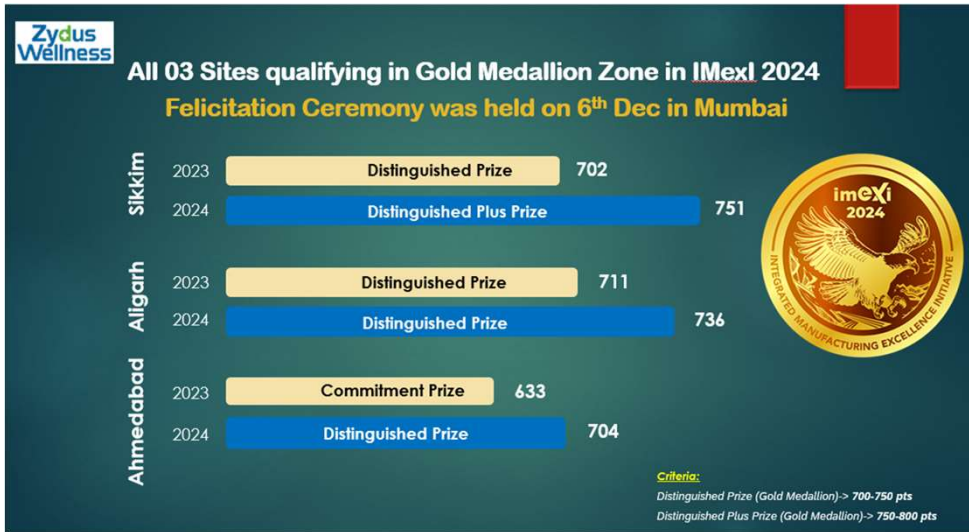 Zydus
Wellness
All 03 Sites qualifying in Gold Medallion Zone in IMexI 2024
Felicitation Ceremony was held on 6th Dec in Mumbai
Sikkim
2023 Distinguished Prize 702
2024 Distinguished Plus Prize 751
Aligarh
2023 Distinguished Prize 711
2024 Distinguished Prize 736
Ahmedabad
2023 Commitment Prize 633
2024 Distinguished Prize 704
imexi
2024
INTEGRATED MANUFACTURING EXCELLENCE INITIATIVE
Criteria:
Distinguished Prize (Gold Medallion)-> 700-750 pts
Distinguished Plus Prize (Gold Medallion)-> 750-800 pts